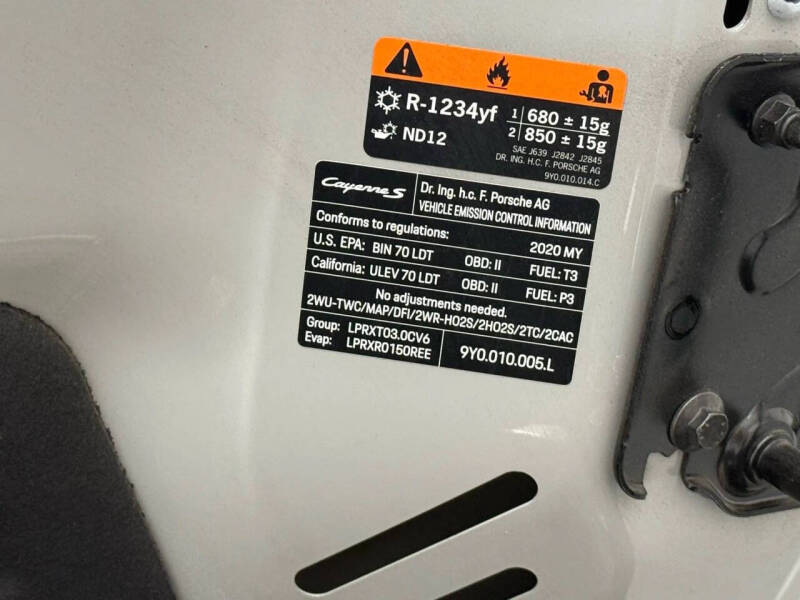 R-1234yf 1 680 ± 15g
ND12 2 850 ± 15g
SAE J639 J2842 J2845
DR. ING. H.C. F. PORSCHE AG
9Y0.010.014.C
Cayenne S Dr. Ing. h.c. F. Porsche AG
VEHICLE EMISSION CONTROL INFORMATION
Conforms to regulations: 2020 MY
U.S. EPA: BIN 70 LDT OBD: II FUEL: T3
California: ULEV 70 LDT OBD: II FUEL: P3
No adjustments needed.
2WU-TWC/MAP/DFI/2WR-HO2S/2HO2S/2TC/2CAC
Group: LPRXT03.0CV6
Evap: LPRXR0150REE 9Y0.010.005.L